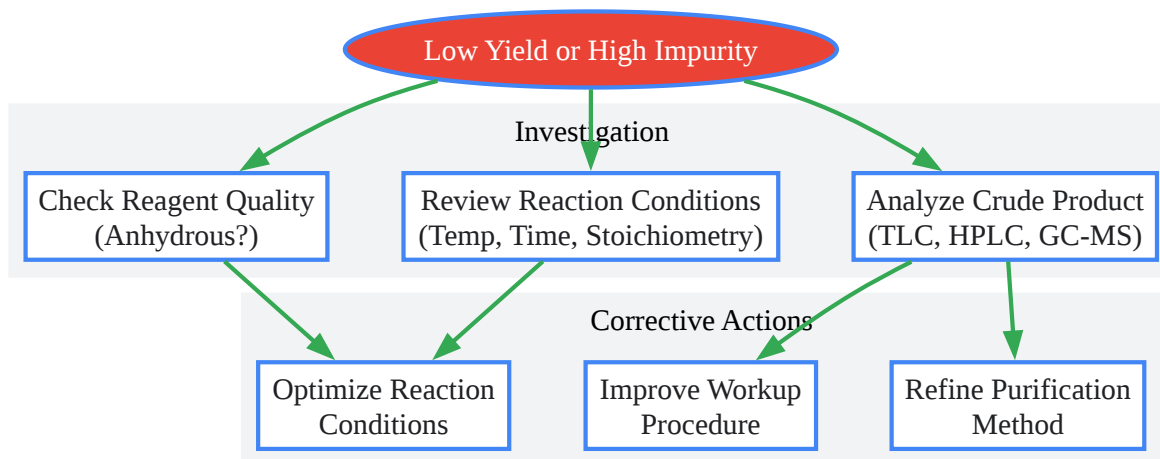 Low Yield or High Impurity
Investigation
Check Reagent Quality
(Anhydrous?)
Review Reaction Conditions
(Temp, Time, Stoichiometry)
Analyze Crude Product
(TLC, HPLC, GC-MS)
Corrective Actions
Optimize Reaction
Conditions
Improve Workup
Procedure
Refine Purification
Method